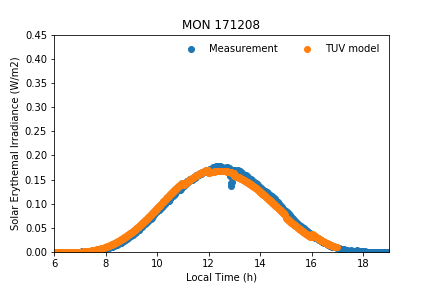 MON 171208
Measurement
TUV model
Solar Erythemal Irradiance (W/m2)
0.45
0.40
0.35
0.30
0.25
0.20
0.15
0.10
0.05
0.00
6 8 10 12 14 16 18
Local Time (h)